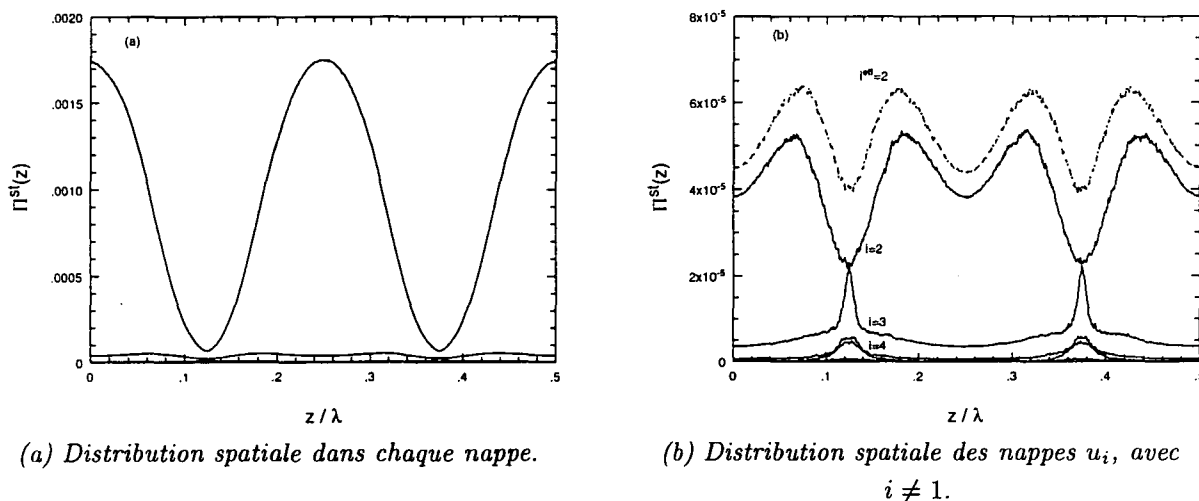 .0020
.0015
.0010
.0005
0
(a)
Π^st(z)
0
.1
.2
.3
.4
.5
z / λ
8x10^-5
6x10^-5
4x10^-5
2x10^-5
0
(b)
i^eff=2
i=2
i=3
i=4
Π^st(z)
0
.1
.2
.3
.4
z / λ
(a) Distribution spatiale dans chaque nappe.
(b) Distribution spatiale des nappes u_i, avec
i ≠ 1.